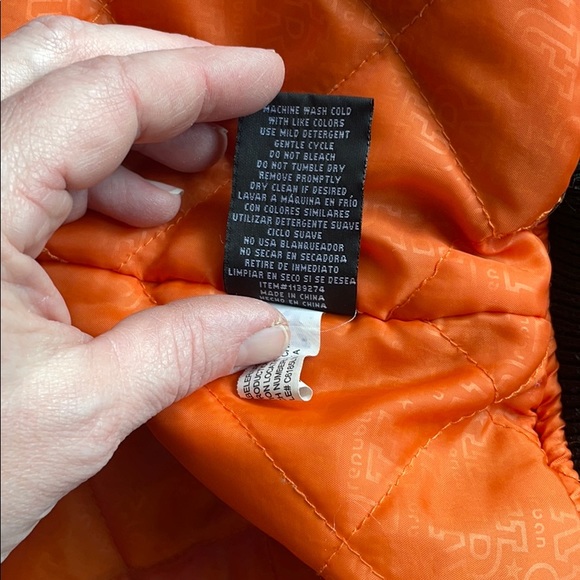 MACHINE WASH COLD
WITH LIKE COLORS
USE MILD DETERGENT
GENTLE CYCLE
DO NOT BLEACH
DO NOT TUMBLE DRY
REMOVE PROMPTLY
DRY CLEAN IF DESIRED
LAVAR A MÁQUINA EN FRÍO
CON COLORES SIMILARES
UTILIZAR DETERGENTE SUAVE
CICLO SUAVE
NO USA BLANQUEADOR
NO SECAR EN SECADORA
RETIRE DE INMEDIATO
LIMPIAR EN SECO SI SE DESEA
ITEM#1139274
MADE IN CHINA
HECHO EN CHINA